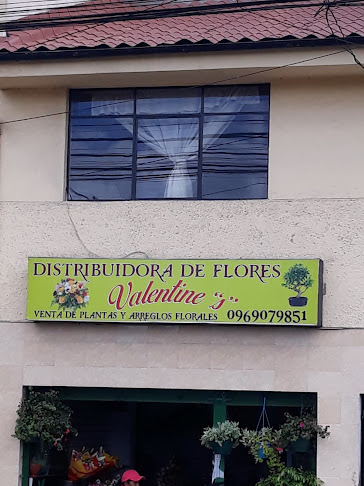 DISTRIBUIDORA DE FLORES
Valentine "s"
VENTA DE PLANTAS Y ARREGLOS FLORALES 0969079851